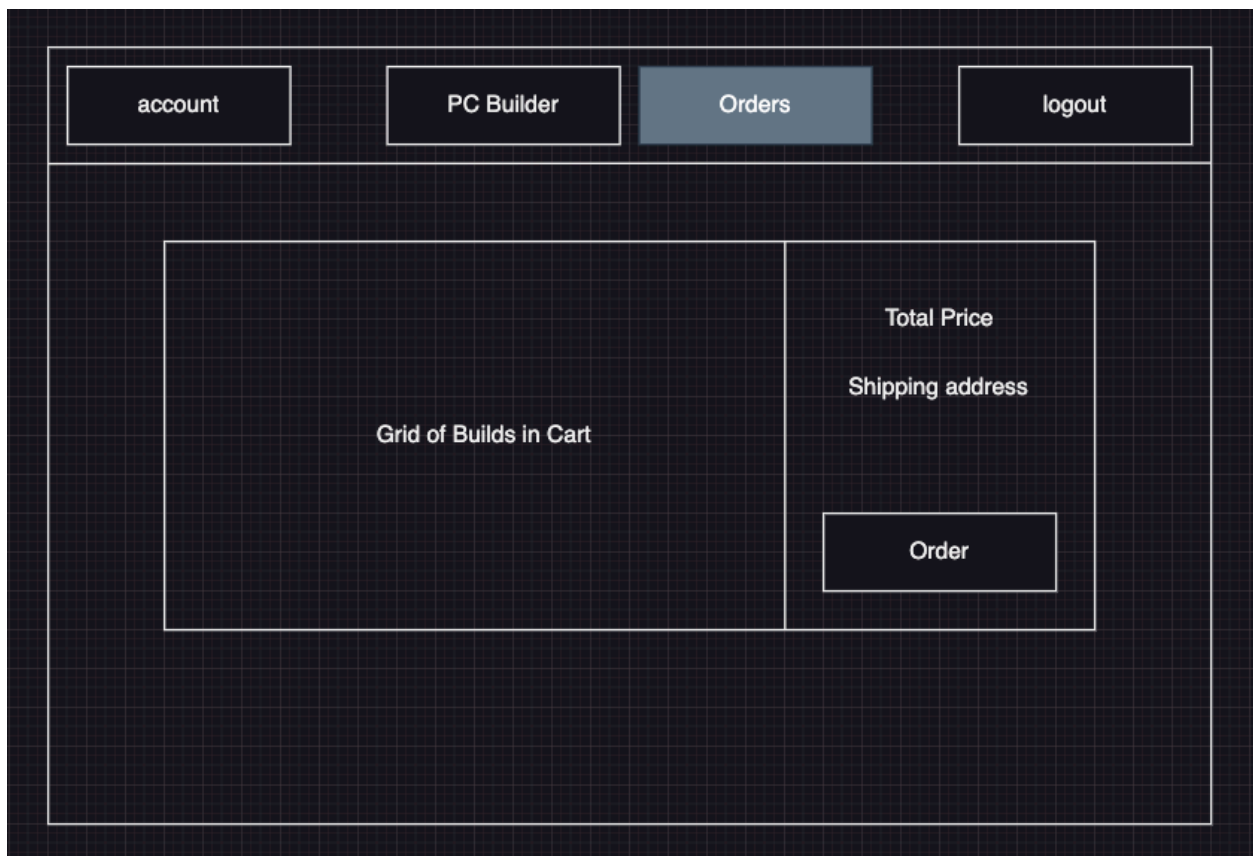 account
PC Builder
Orders
logout
Total Price
Shipping address
Grid of Builds in Cart
Order